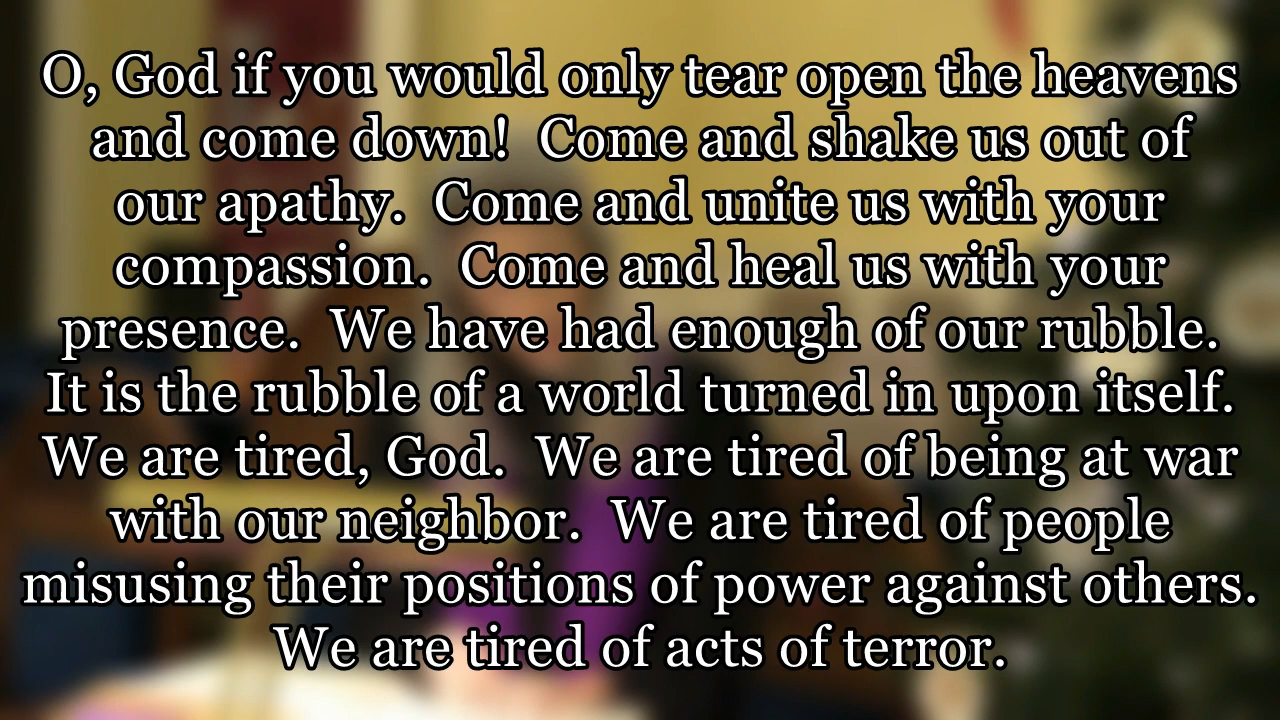 O, God if you would only tear open the heavens
and come down!  Come and shake us out of
our apathy.  Come and unite us with your
compassion.  Come and heal us with your
presence.  We have had enough of our rubble.
It is the rubble of a world turned in upon itself.
We are tired, God.  We are tired of being at war
with our neighbor.  We are tired of people
misusing their positions of power against others.
We are tired of acts of terror.